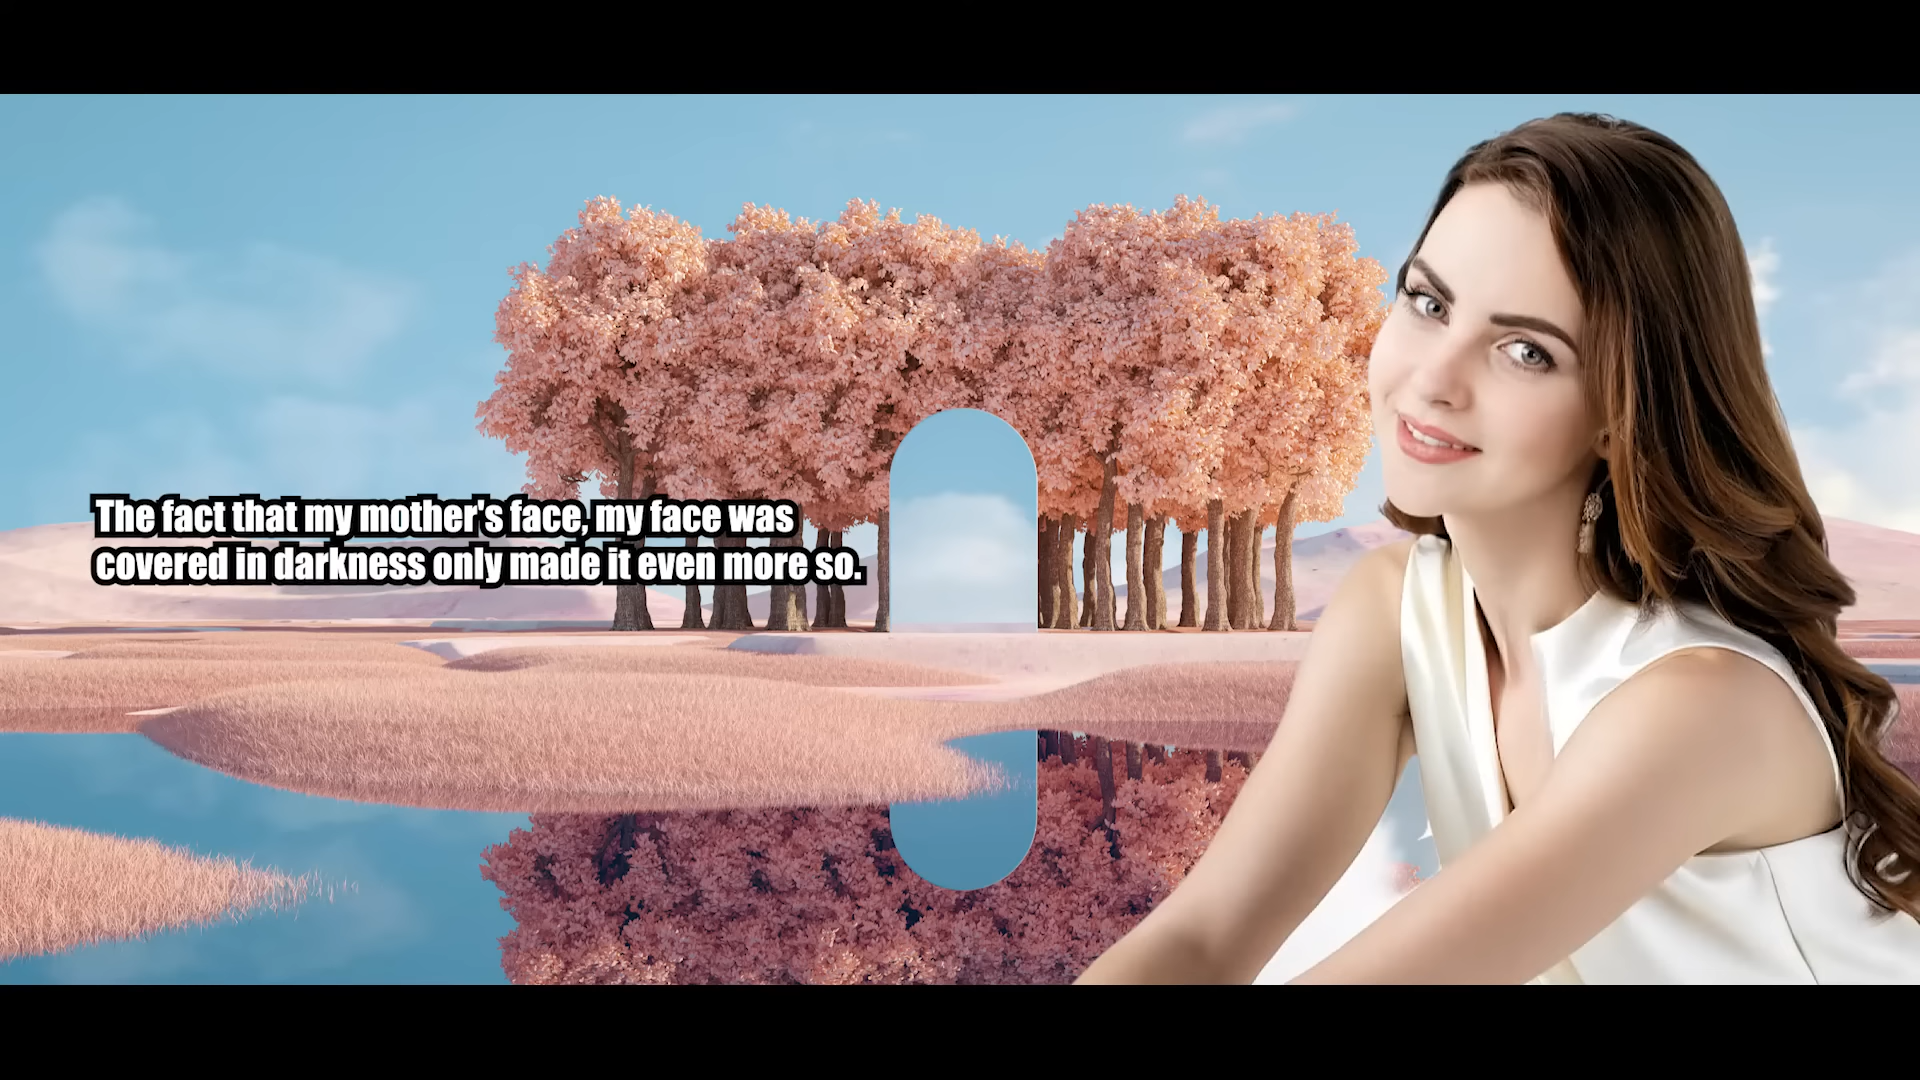 The fact that my mother's face, my face was
covered in darkness only made it even more so.